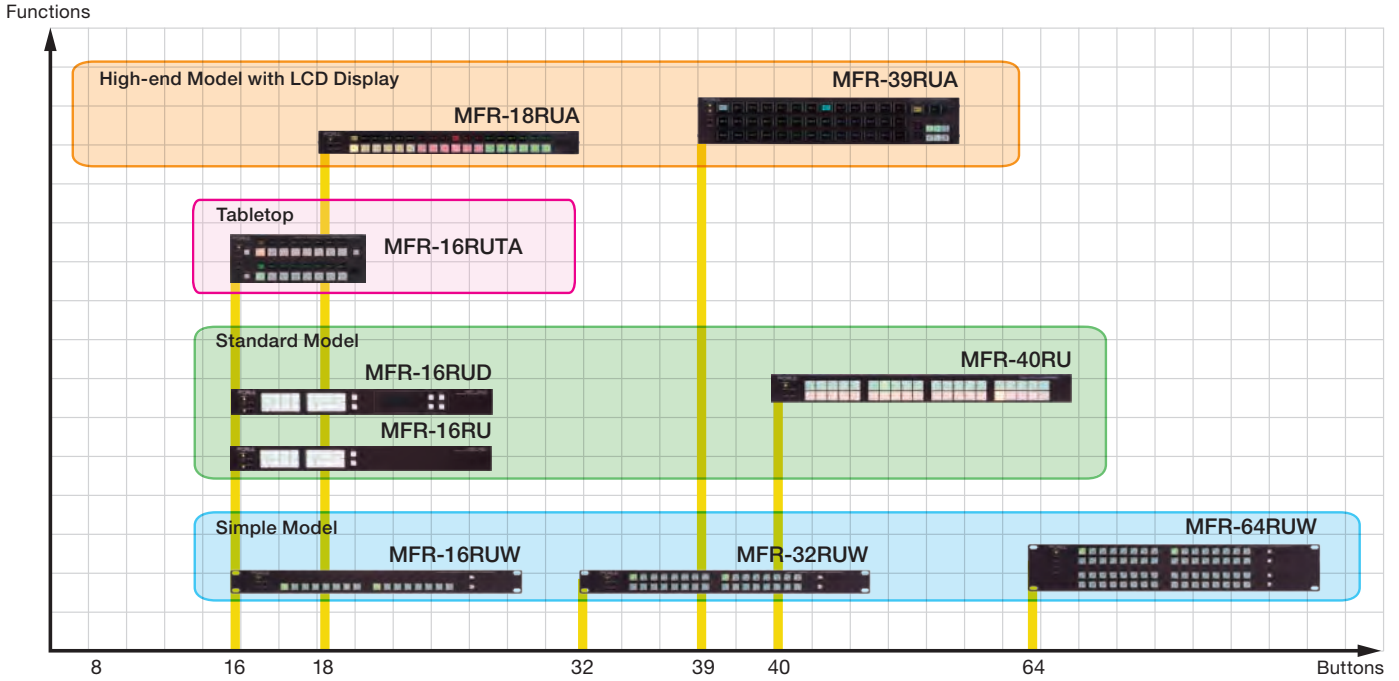 Functions
High-end Model with LCD Display
MFR-39RUA
MFR-18RUA
Tabletop
MFR-16RUTA
Standard Model
MFR-16RUD
MFR-40RU
MFR-16RU
Simple Model
MFR-64RUW
MFR-16RUW
MFR-32RUW
8 16 18 32 39 40 64 Buttons